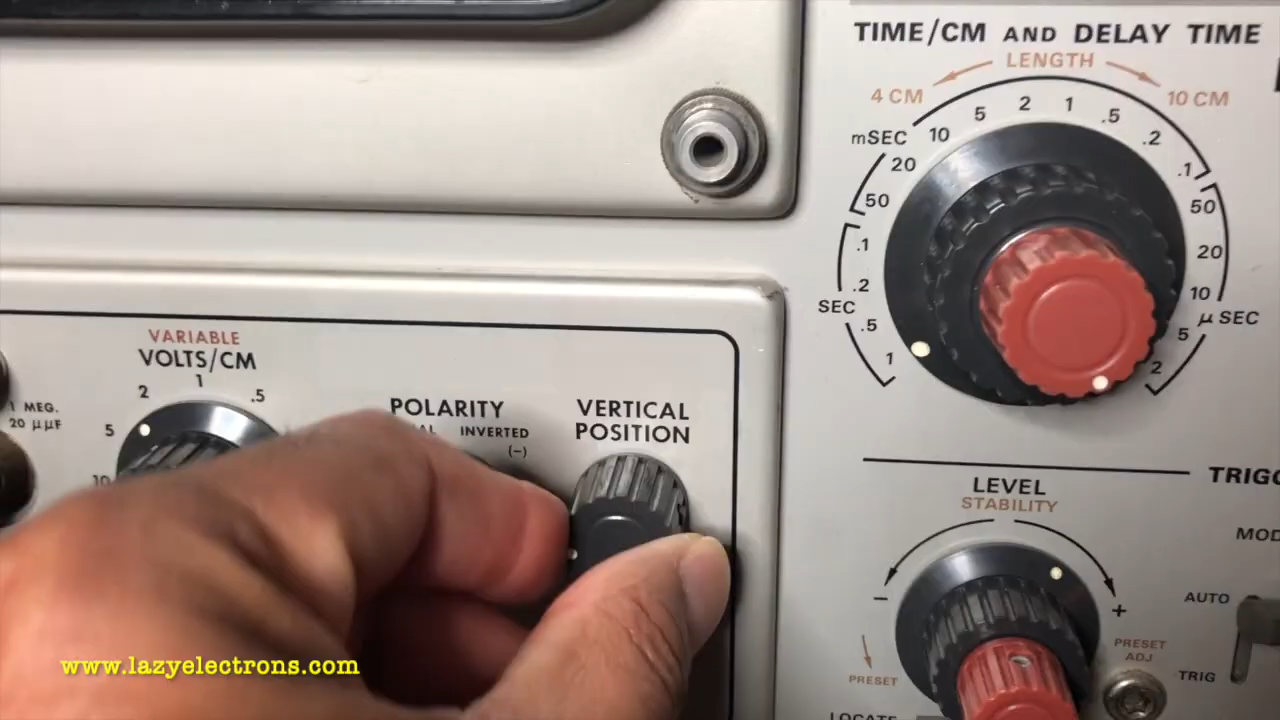 TIME/CM AND DELAY TIME
LENGTH
4 CM
10 CM
mSEC
50
20
10
5
2
1
.5
.2
.1
50
20
10
5
2
μ SEC
.1
.2
.5
1
SEC
VARIABLE
VOLTS/CM
10
5
2
1
.5
1 MEG.
20 μμF
POLARITY
INVERTED
(-)
VERTICAL
POSITION
LEVEL
STABILITY
- +
PRESET
PRESET
ADJ
AUTO
TRIG
www.lazyelectrons.com